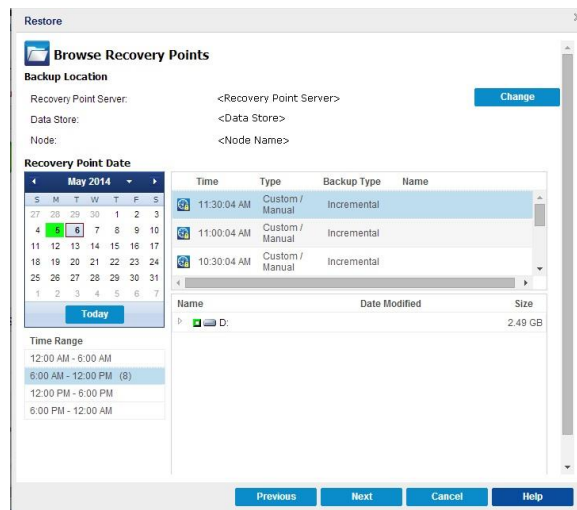 Restore
Browse Recovery Points
Backup Location
Recovery Point Server: <Recovery Point Server> Change
Data Store: <Data Store>
Node: <Node Name>
Recovery Point Date
May 2014
S M T W T F S
27 28 29 30 1 2 3
4 5 6 7 8 9 10
11 12 13 14 15 16 17
18 19 20 21 22 23 24
25 26 27 28 29 30 31
1 2 3 4 5 6 7
Today
Time Range
12:00 AM - 6:00 AM
6:00 AM - 12:00 PM (8)
12:00 PM - 6:00 PM
6:00 PM - 12:00 AM
Time Type Backup Type Name
11:30:04 AM Custom / Manual Incremental
11:00:04 AM Custom / Manual Incremental
10:30:04 AM Custom / Manual Incremental
Name Date Modified Size
D: 2.49 GB
Previous Next Cancel Help